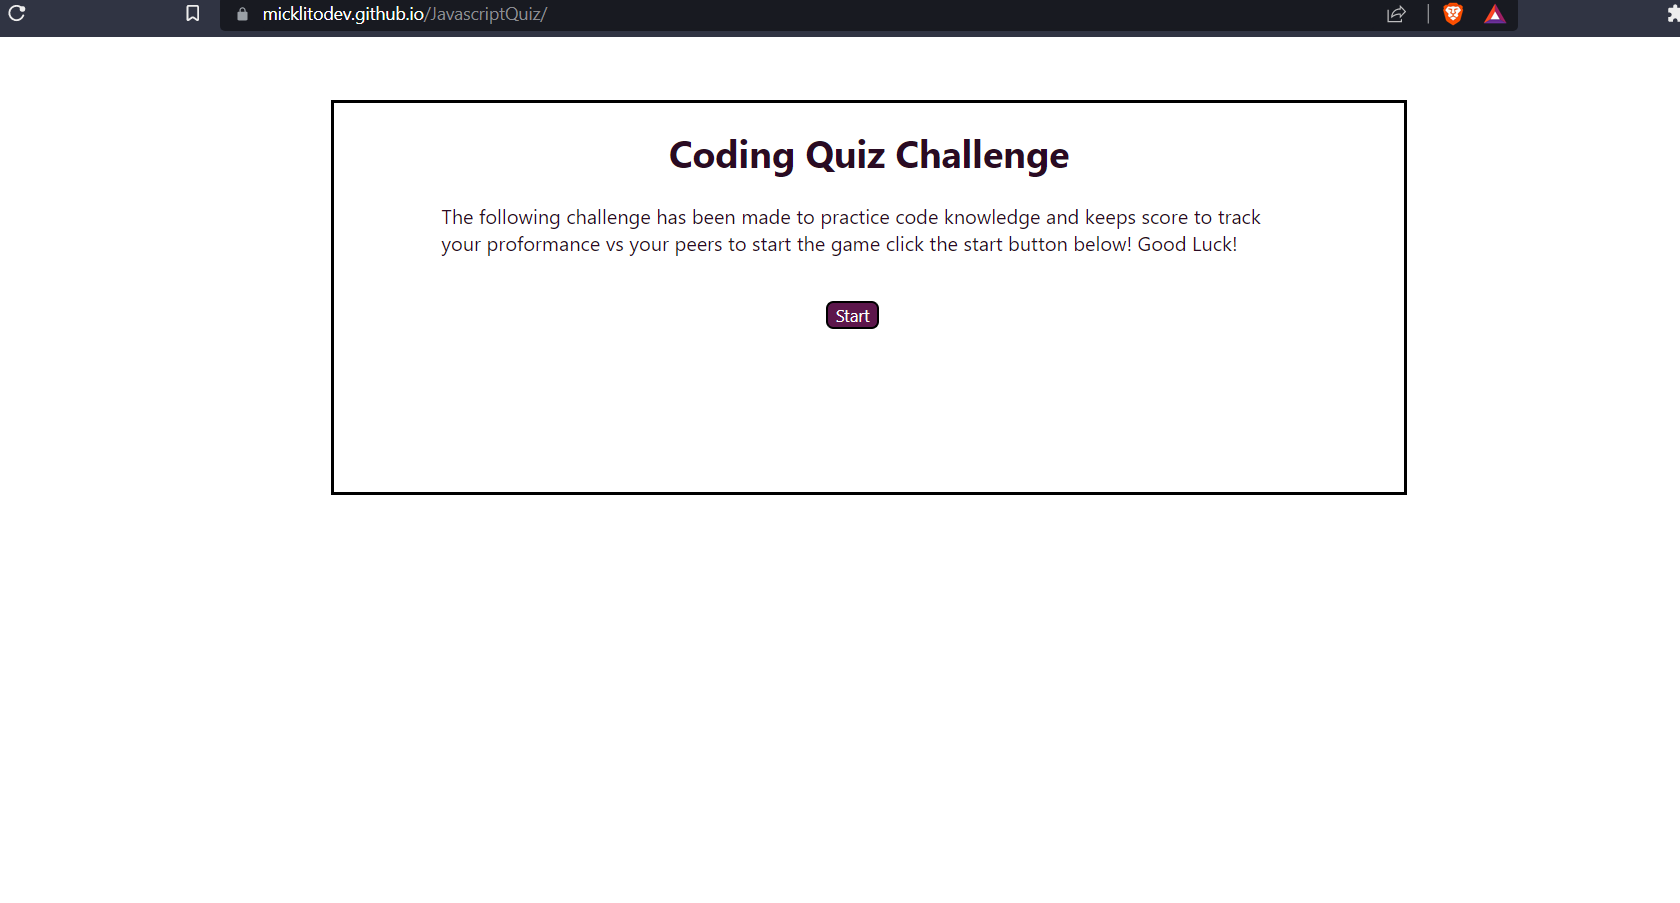 micklitodev.github.io/JavascriptQuiz/
Coding Quiz Challenge
The following challenge has been made to practice code knowledge and keeps score to track
your proformance vs your peers to start the game click the start button below! Good Luck!
Start